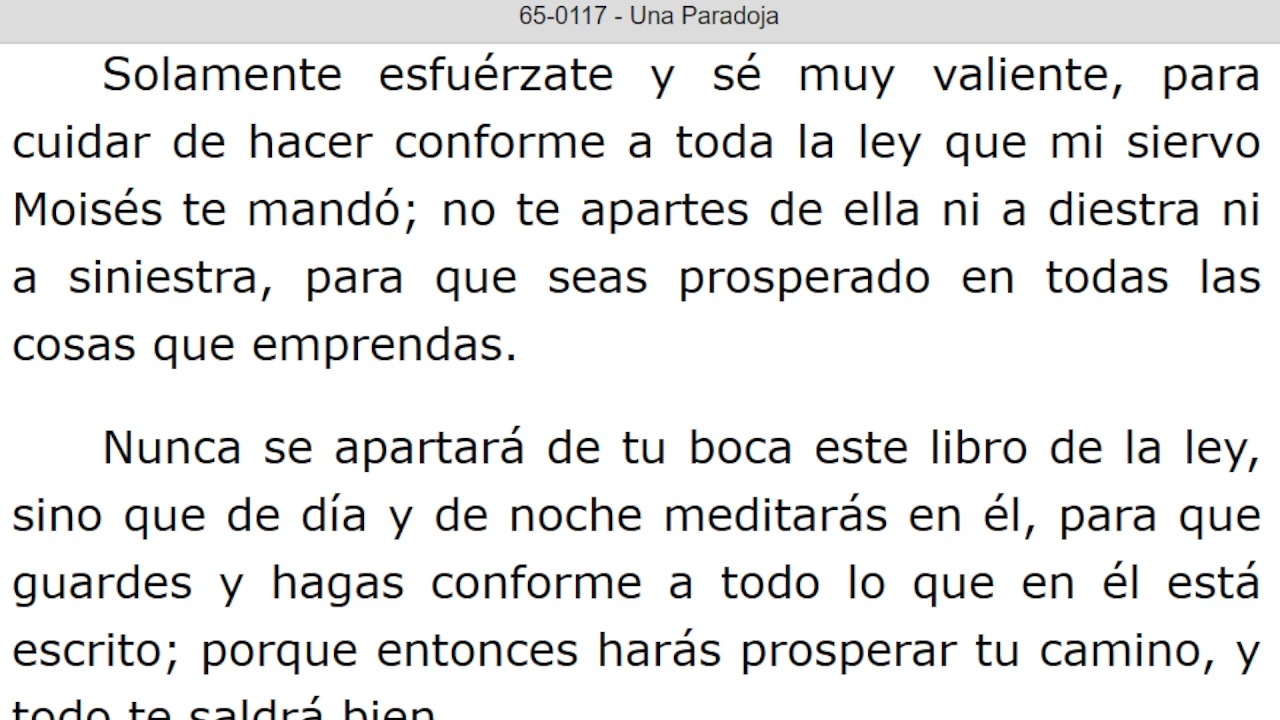 65-0117 - Una Paradoja
Solamente esfuérzate y sé muy valiente, para
cuidar de hacer conforme a toda la ley que mi siervo
Moisés te mandó; no te apartes de ella ni a diestra ni
a siniestra, para que seas prosperado en todas las
cosas que emprendas.
Nunca se apartará de tu boca este libro de la ley,
sino que de día y de noche meditarás en él, para que
guardes y hagas conforme a todo lo que en él está
escrito; porque entonces harás prosperar tu camino, y
todo te saldrá bien